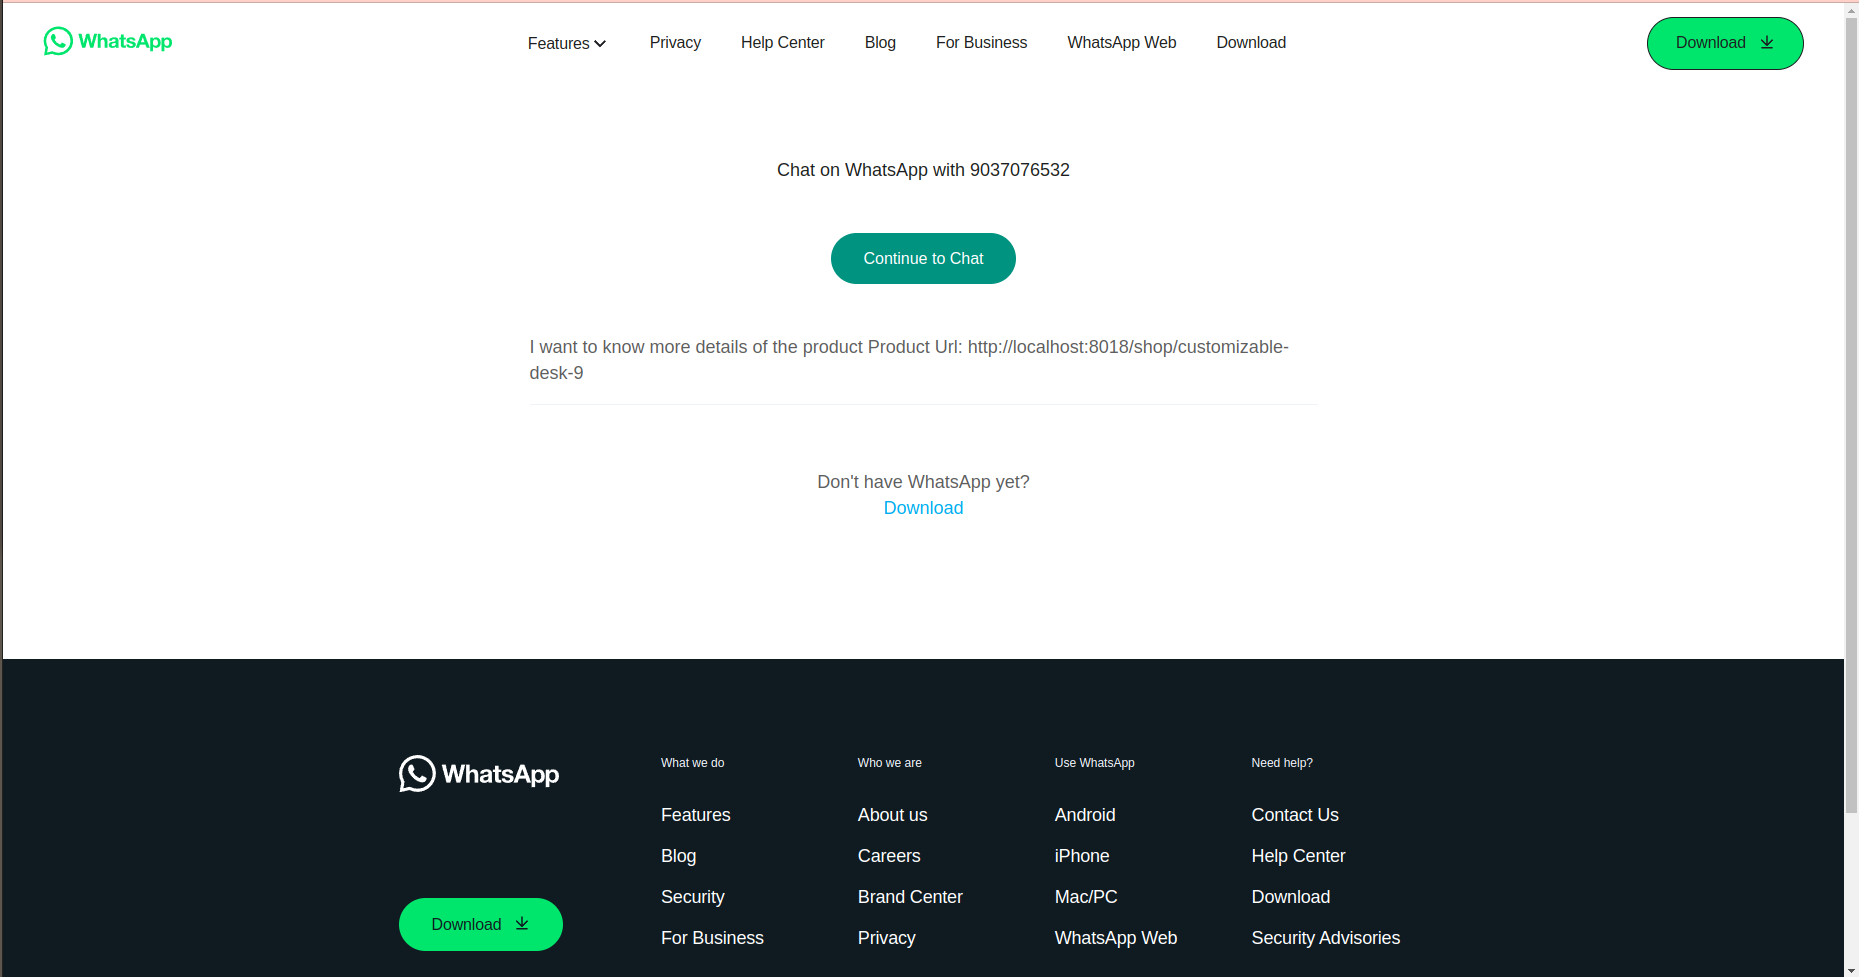 WhatsApp
Features
Privacy
Help Center
Blog
For Business
WhatsApp Web
Download
Download
Chat on WhatsApp with 9037076532
Continue to Chat
I want to know more details of the product Product Url: http://localhost:8018/shop/customizable-
desk-9
Don't have WhatsApp yet?
Download
WhatsApp
Download
What we do
Features
Blog
Security
For Business
Who we are
About us
Careers
Brand Center
Privacy
Use WhatsApp
Android
iPhone
Mac/PC
WhatsApp Web
Need help?
Contact Us
Help Center
Download
Security Advisories